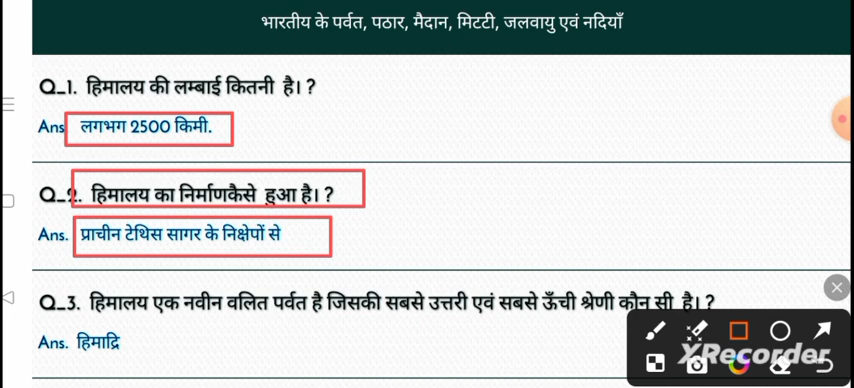 भारतीय के पर्वत, पठार, मैदान, मिटटी, जलवायु एवं नदियाँ
Q_1. हिमालय की लम्बाई कितनी है। ?
Ans लगभग 2500 किमी.
Q_2. हिमालय का निर्माणकैसे हुआ है। ?
Ans. प्राचीन टेथिस सागर के निक्षेपों से
Q_3. हिमालय एक नवीन वलित पर्वत है जिसकी सबसे उत्तरी एवं सबसे ऊँची श्रेणी कौन सी है। ?
Ans. हिमाद्रि
XRecorder